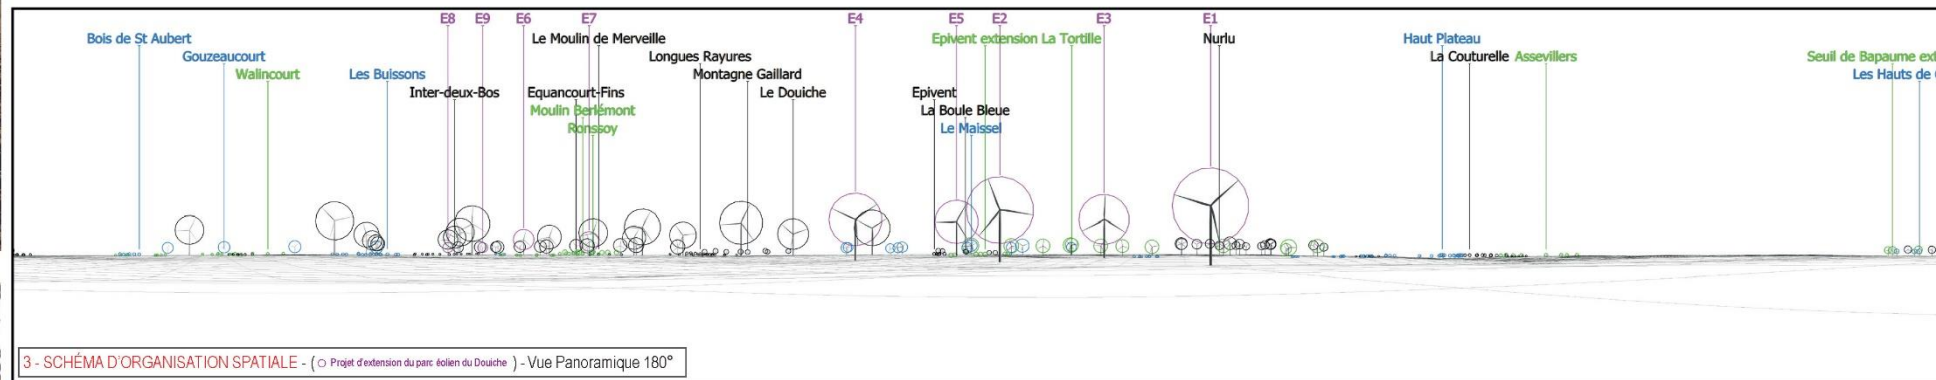 E8 E9 E6 E7 E4 E5 E2 E3 E1
Bois de St Aubert Le Moulin de Merveille Epivent extension La Tortille Nurlu Haut Plateau
Gouzeaucourt Longues Rayures La Couturelle Assevillers Seuil de Bapaume ext
Walincourt Les Buissons Montagne Gaillard Les Hauts de
Inter-deux-Bos Equancourt-Fins Le Douiche Epivent
Moulin Berlémont La Boule Bleue
Ronssoy Le Maissel
3 - SCHÉMA D'ORGANISATION SPATIALE - ( Projet d'extension du parc éolien du Douiche ) - Vue Panoramique 180°